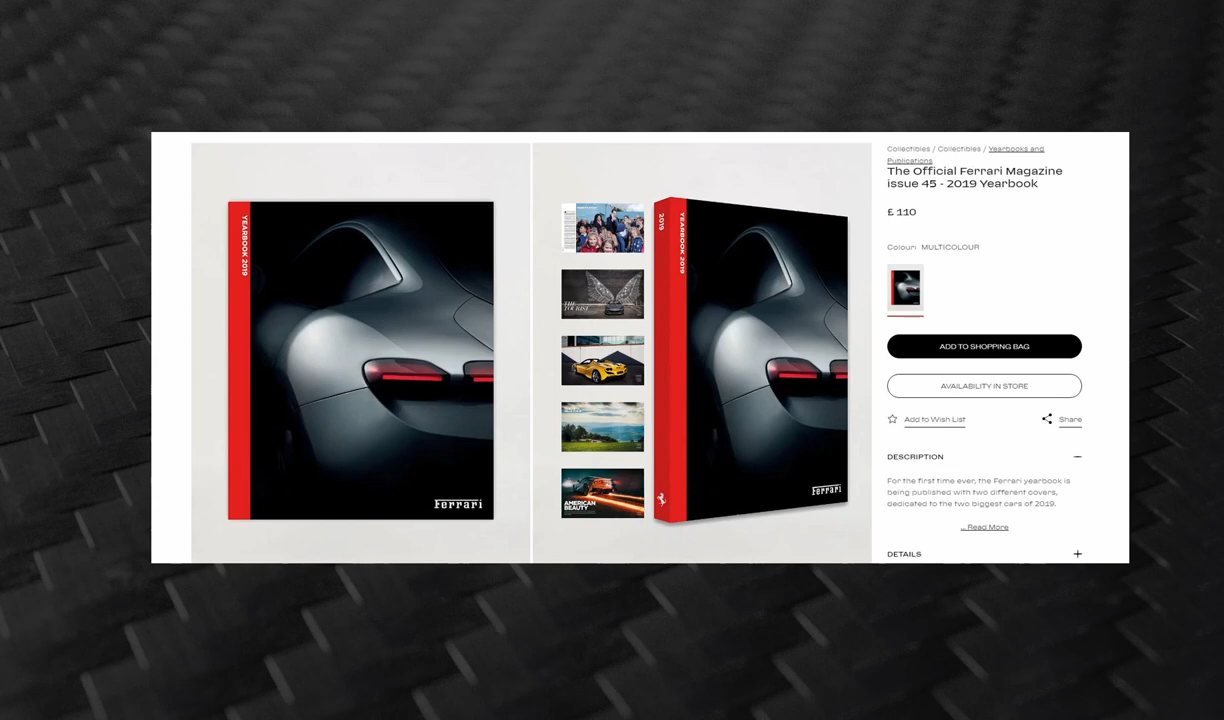 YEARBOOK 2019
Ferrari
THE
TOURIST
AMERICAN
BEAUTY
2019
YEARBOOK 2019
Ferrari
Collectibles / Collectibles / Yearbooks and
Publications
The Official Ferrari Magazine
issue 45 - 2019 Yearbook
£ 110
Colour: MULTICOLOUR
ADD TO SHOPPING BAG
AVAILABILITY IN STORE
Add to Wish List
Share
DESCRIPTION
For the first time ever, the Ferrari yearbook is
being published with two different covers,
dedicated to the two biggest cars of 2019.
... Read More
DETAILS